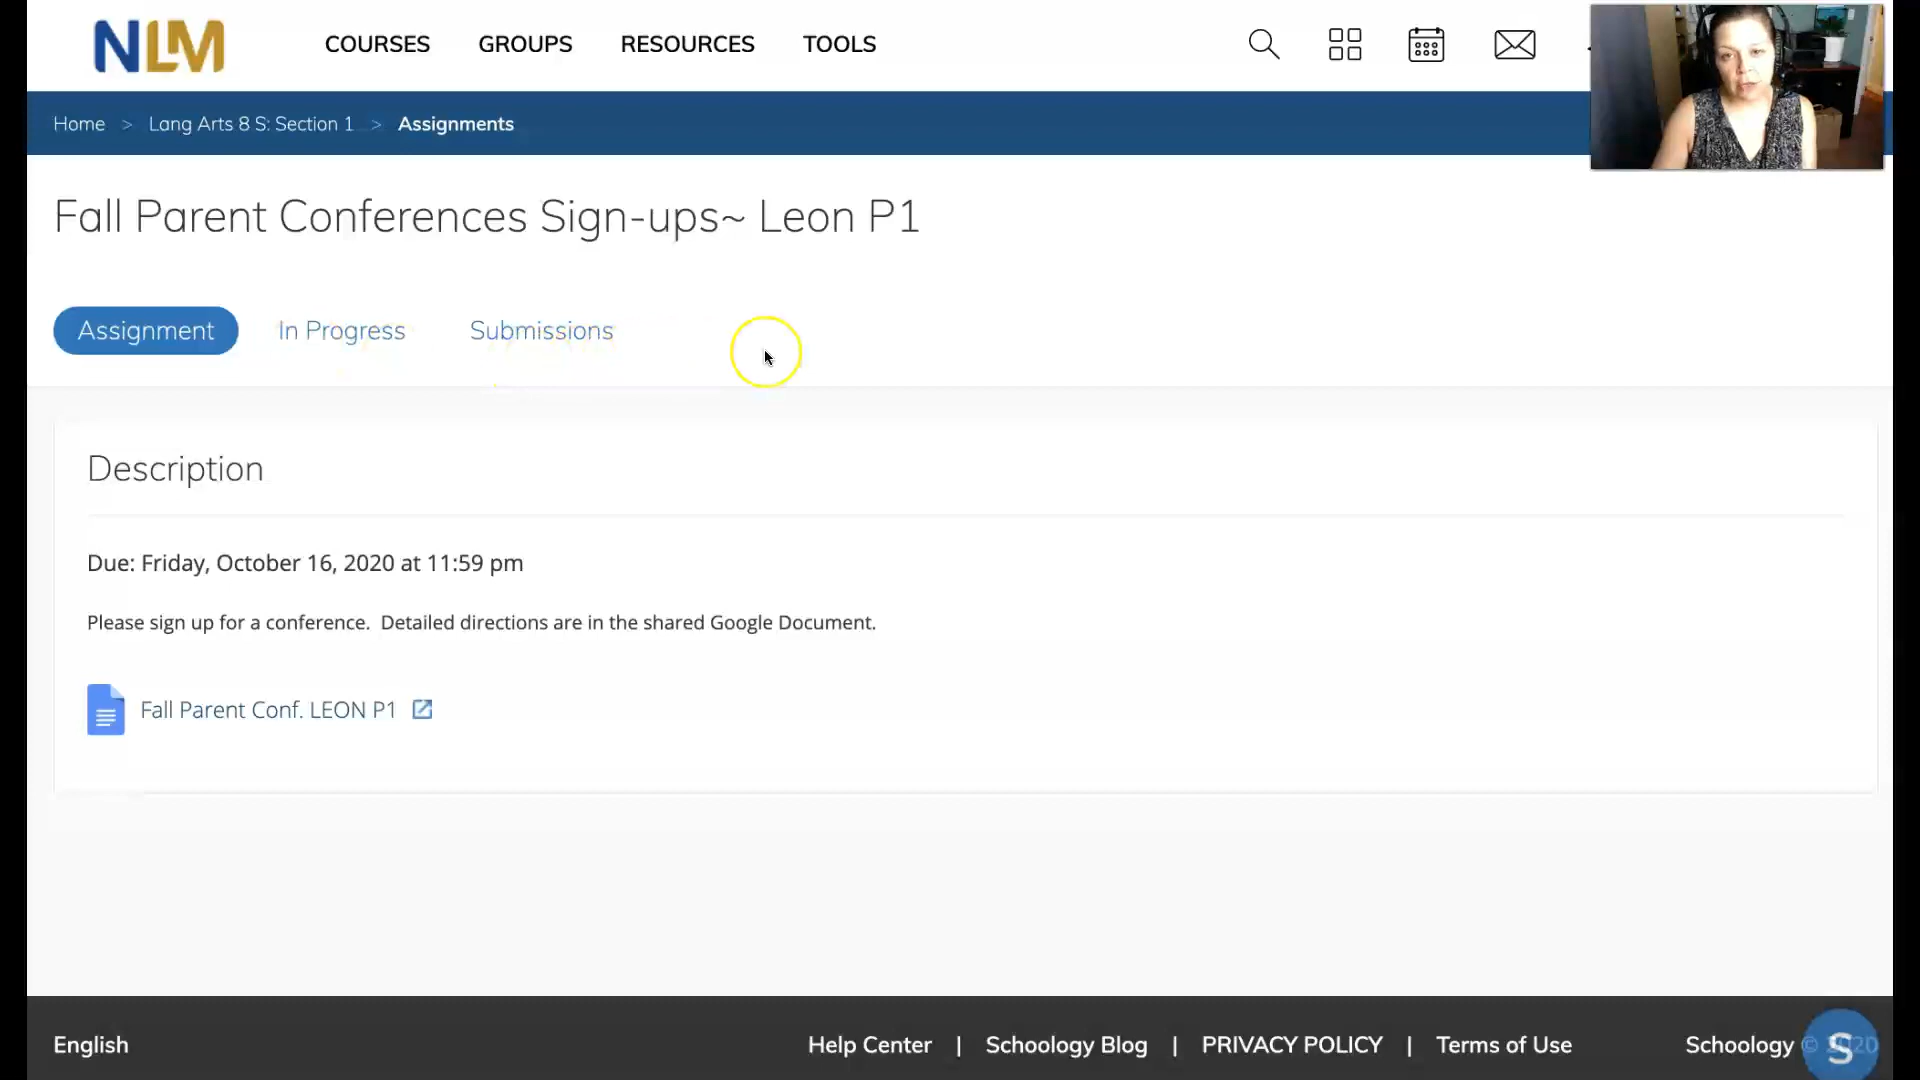 NLM
COURSES GROUPS RESOURCES TOOLS
Home > Lang Arts 8 S: Section 1 > Assignments
Fall Parent Conferences Sign-ups~ Leon P1
Assignment In Progress Submissions
Description
Due: Friday, October 16, 2020 at 11:59 pm
Please sign up for a conference. Detailed directions are in the shared Google Document.
Fall Parent Conf. LEON P1
English Help Center | Schoology Blog | PRIVACY POLICY | Terms of Use Schoology © 2020
S